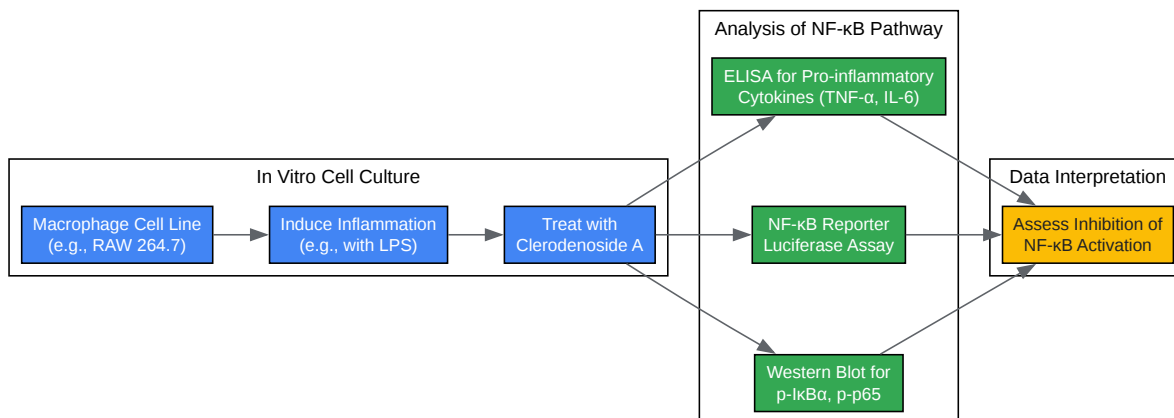 In Vitro Cell Culture
Macrophage Cell Line
(e.g., RAW 264.7)
Induce Inflammation
(e.g., with LPS)
Treat with
Clerodenoside A
Analysis of NF-κB Pathway
ELISA for Pro-inflammatory
Cytokines (TNF-α, IL-6)
NF-κB Reporter
Luciferase Assay
Western Blot for
p-IκBα, p-p65
Data Interpretation
Assess Inhibition of
NF-κB Activation